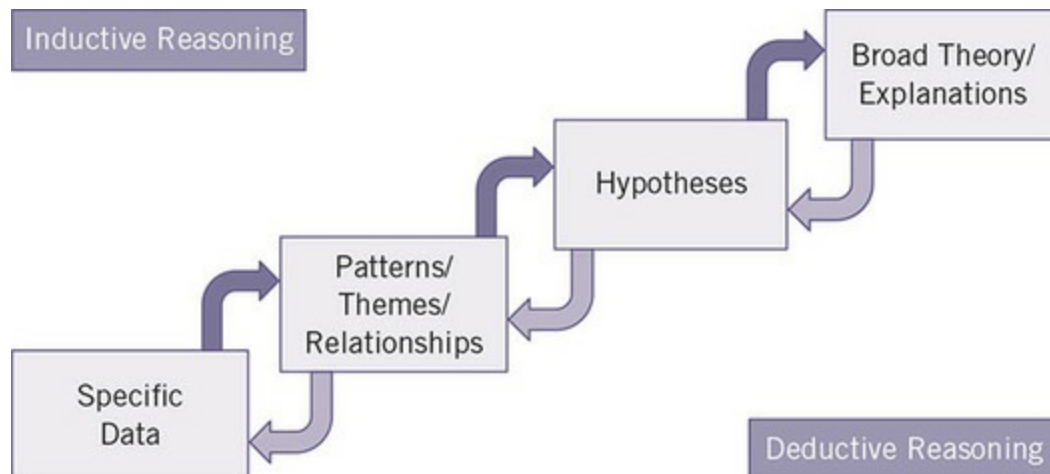 Inductive Reasoning
Broad Theory/
Explanations
Hypotheses
Patterns/
Themes/
Relationships
Specific
Data
Deductive Reasoning